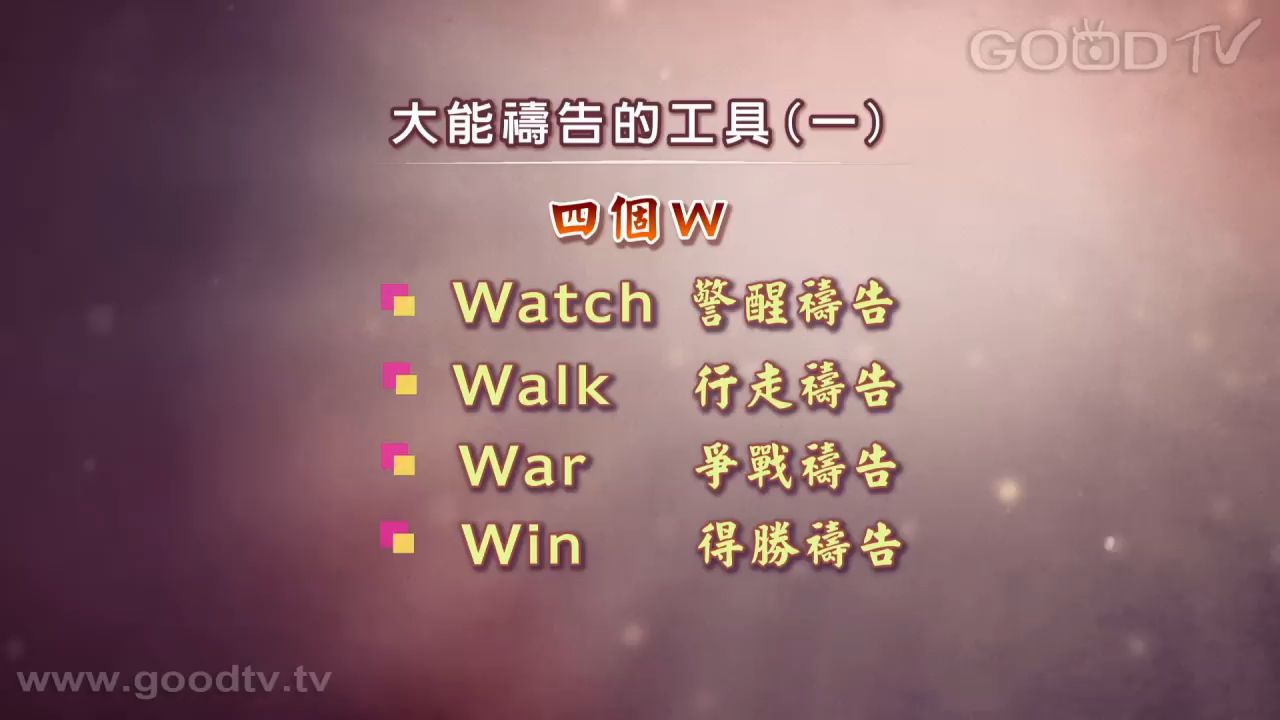 GOOD TV
大能禱告的工具(一)
四個W
Watch 警醒禱告
Walk 行走禱告
War 爭戰禱告
Win 得勝禱告
www.goodtv.tv